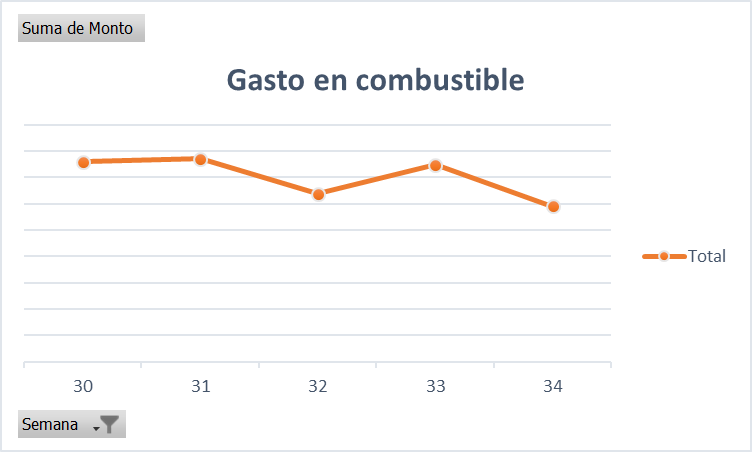 Suma de Monto
Gasto en combustible
Total
30 31 32 33 34
Semana